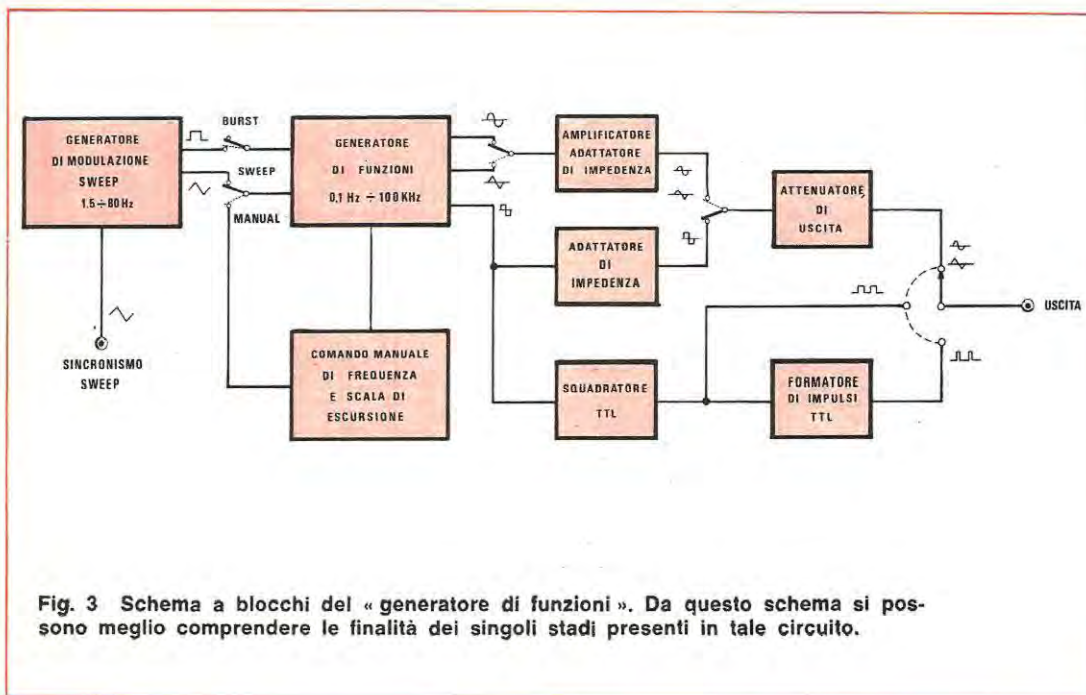 GENERATORE
DI MODULAZIONE
SWEEP
1.5÷80Hz
BURST
SWEEP
MANUAL
GENERATORE
DI FUNZIONI
0,1 Hz ÷ 100 KHz
AMPLIFICATORE
ADATTATORE
DI IMPEDENZA
ADATTATORE
DI
IMPEDENZA
ATTENUATORE
DI
USCITA
USCITA
SINCRONISMO
SWEEP
COMANDO MANUALE
DI FREQUENZA
E SCALA DI
ESCURSIONE
SQUADRATORE
TTL
FORMATORE
DI IMPULSI
TTL
Fig. 3 Schema a blocchi del « generatore di funzioni ». Da questo schema si pos-
sono meglio comprendere le finalità dei singoli stadi presenti in tale circuito.